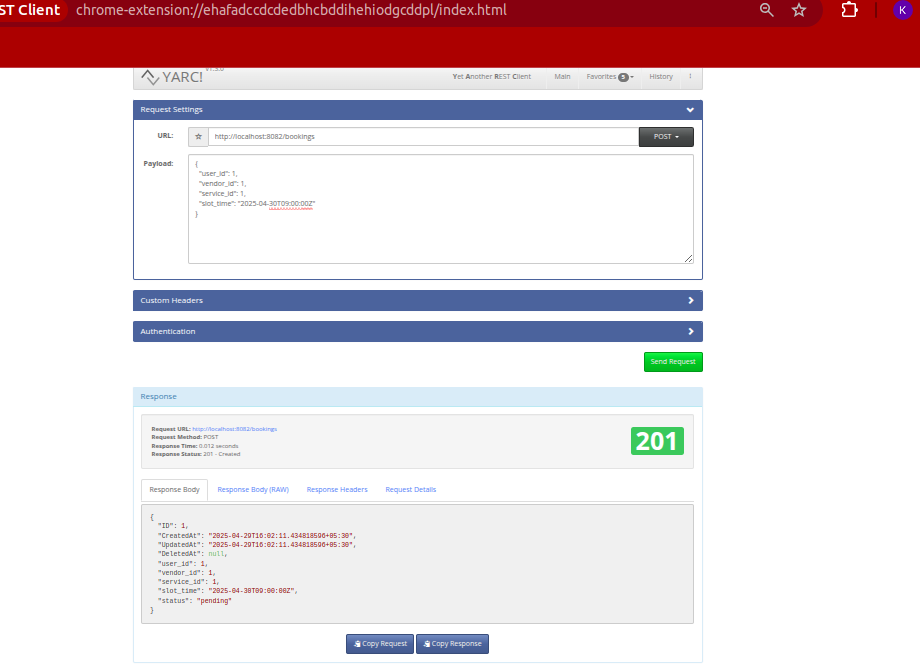 ST Client chrome-extension://ehafadccdcdedbhcbddihehiodgcddpl/index.html K
YARC! Yet Another REST Client Main Favorites 5 History
Request Settings
URL: http://localhost:8082/bookings POST
Payload:
{
"user_id": 1,
"vendor_id": 1,
"service_id": 1,
"slot_time": "2025-04-30T09:00:00Z"
}
Custom Headers
Authentication
Send Request
Response
Request URL: http://localhost:8082/bookings
Request Method: POST
Response Time: 0.012 seconds
Response Status: 201 - Created
201
Response Body Response Body (RAW) Response Headers Request Details
{
"ID": 1,
"CreatedAt": "2025-04-29T16:02:11.434818596+05:30",
"UpdatedAt": "2025-04-29T16:02:11.434818596+05:30",
"DeletedAt": null,
"user_id": 1,
"vendor_id": 1,
"service_id": 1,
"slot_time": "2025-04-30T09:00:00Z",
"status": "pending"
}
Copy Request Copy Response